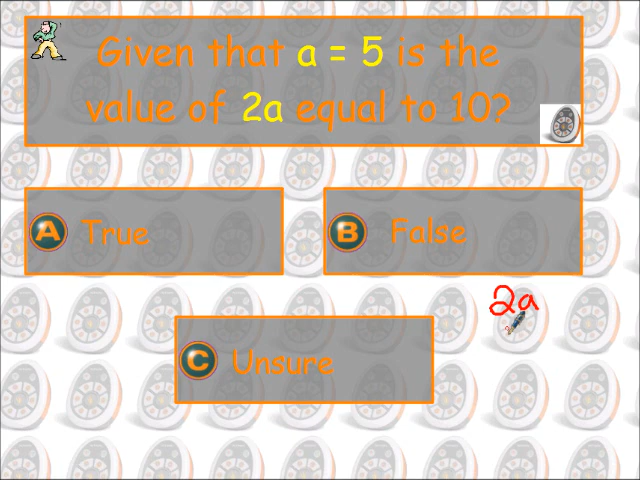 Given that a = 5 is the
value of 2a equal to 10?
A True
B False
2a
C Unsure